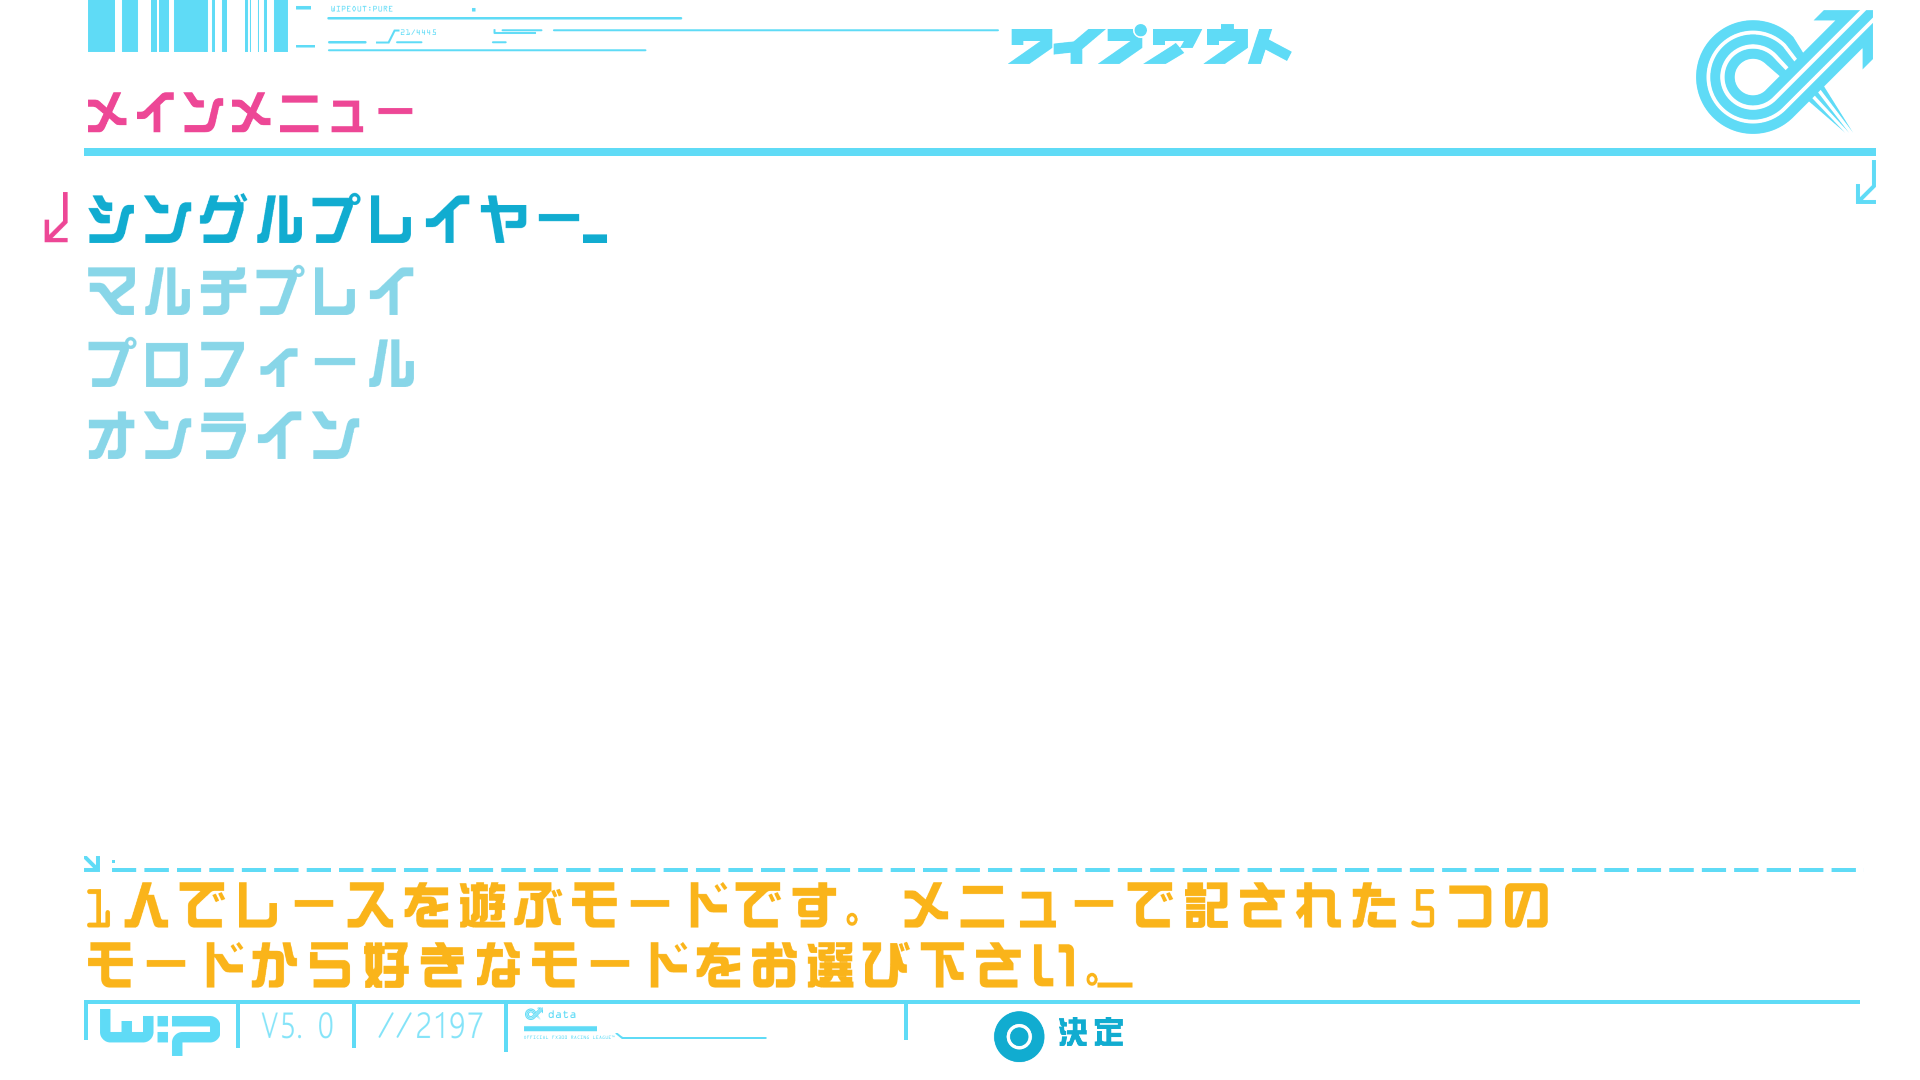 WIPEOUT:PURE
21/4445
ワイプアウト
メインメニュー
シングルプレイヤー_
マルチプレイ
プロフィール
オンライン
1人でレースを遊ぶモードです。メニューで記された5つの
モードから好きなモードをお選び下さい。_
wip
V5.0
//2197
data
OFFICIAL FX300 RACING LEAGUE
決定